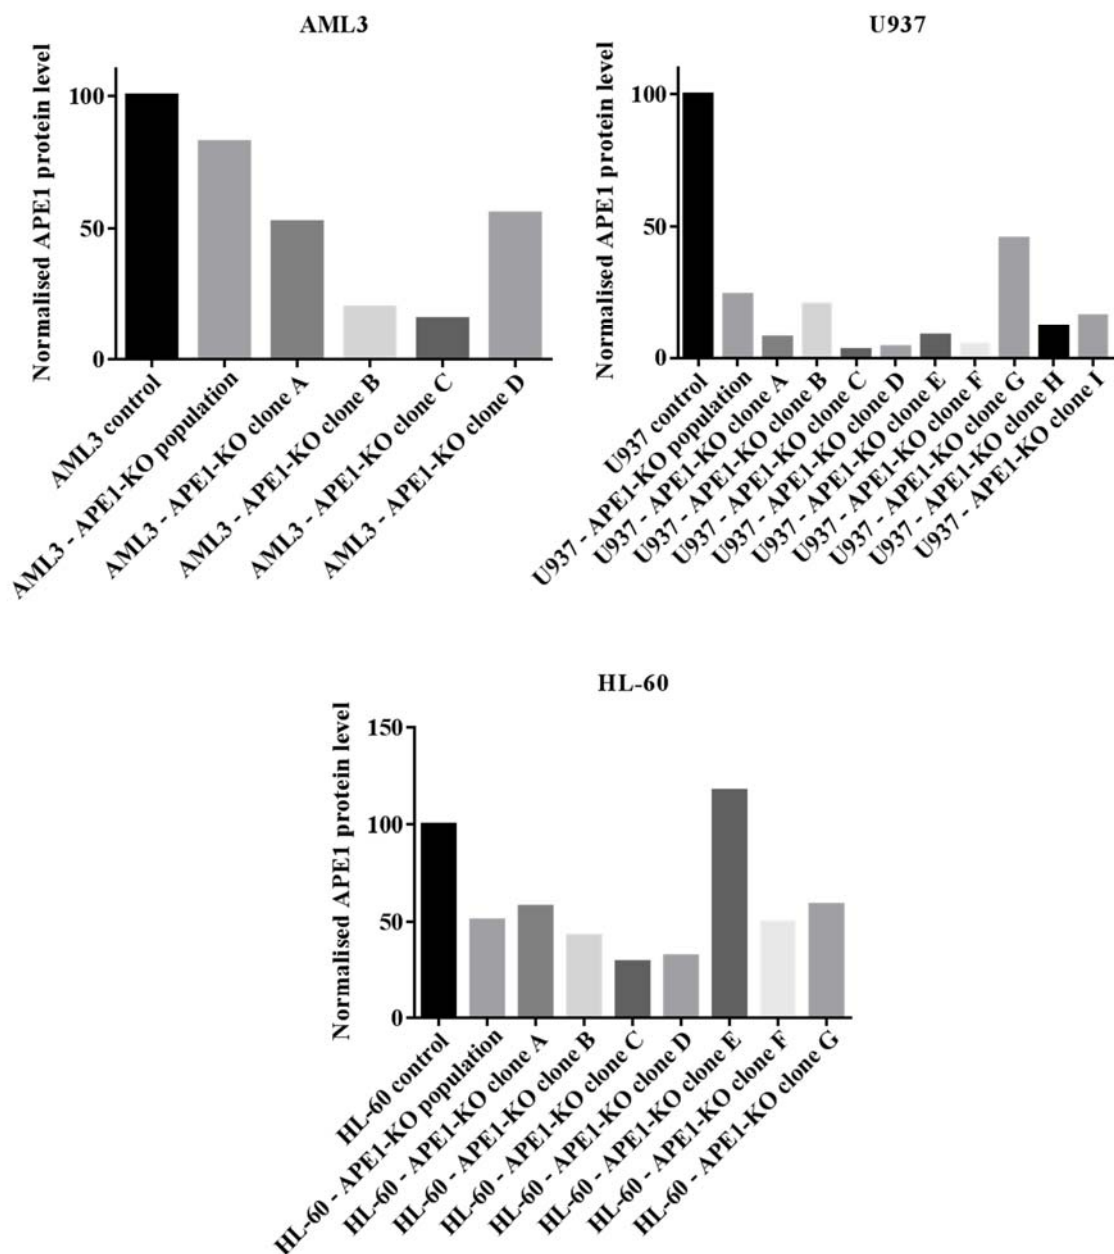 AML3
Normalised APE1 protein level
100
50
0
AML3 control
AML3 - APE1-KO population
AML3 - APE1-KO clone A
AML3 - APE1-KO clone B
AML3 - APE1-KO clone C
AML3 - APE1-KO clone D
U937
Normalised APE1 protein level
100
50
0
U937 control
U937 - APE1-KO population
U937 - APE1-KO clone A
U937 - APE1-KO clone B
U937 - APE1-KO clone C
U937 - APE1-KO clone D
U937 - APE1-KO clone E
U937 - APE1-KO clone F
U937 - APE1-KO clone G
U937 - APE1-KO clone H
U937 - APE1-KO clone I
HL-60
Normalised APE1 protein level
150
100
50
0
HL-60 control
HL-60 - APE1-KO population
HL-60 - APE1-KO clone A
HL-60 - APE1-KO clone B
HL-60 - APE1-KO clone C
HL-60 - APE1-KO clone D
HL-60 - APE1-KO clone E
HL-60 - APE1-KO clone F
HL-60 - APE1-KO clone G